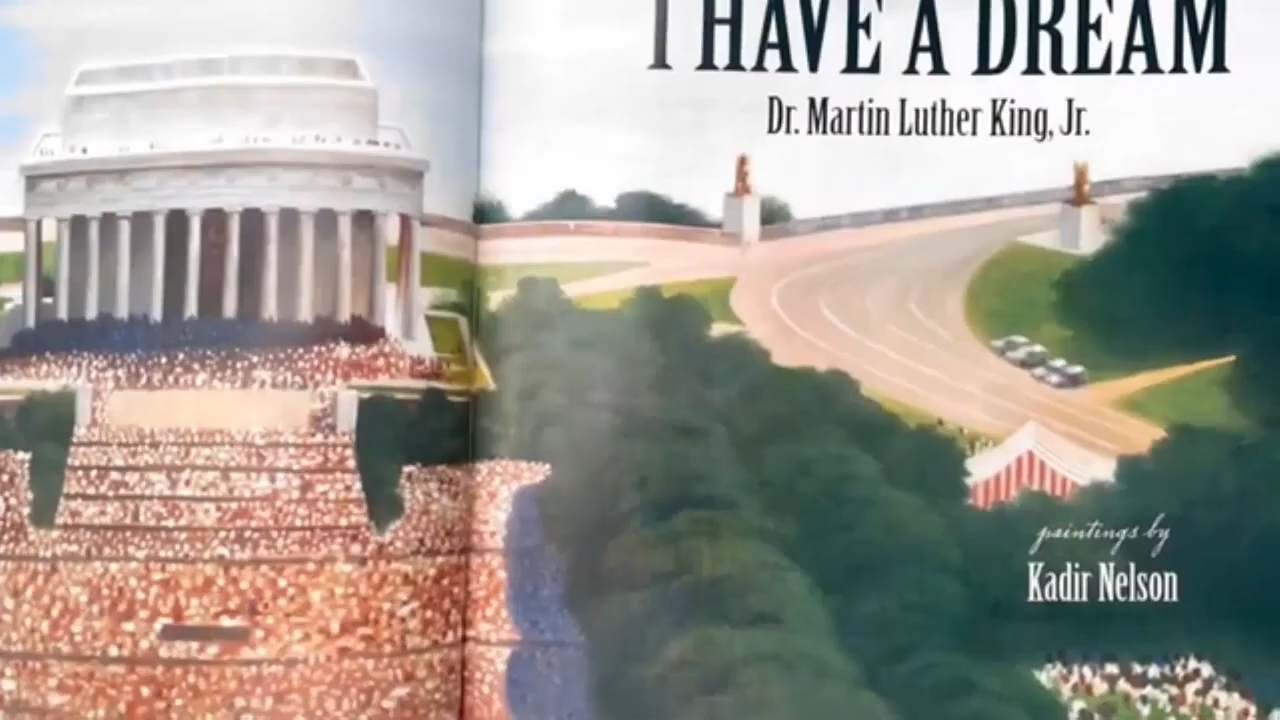 I HAVE A DREAM
Dr. Martin Luther King, Jr.
paintings by
Kadir Nelson